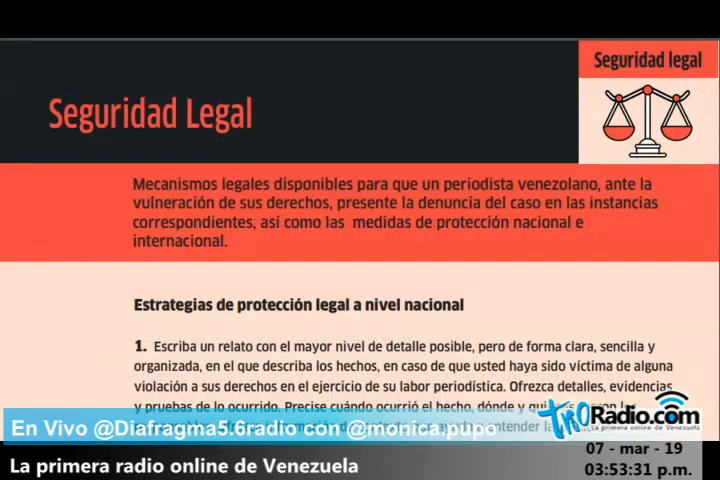 Seguridad legal
Seguridad Legal
Mecanismos legales disponibles para que un periodista venezolano, ante la
vulneración de sus derechos, presente la denuncia del caso en las instancias
correspondientes, así como las medidas de protección nacional e
internacional.
Estrategias de protección legal a nivel nacional
1. Escriba un relato con el mayor nivel de detalle posible, pero de forma clara, sencilla y
organizada, en el que describa los hechos, en caso de que usted haya sido víctima de alguna
violación a sus derechos en el ejercicio de su labor periodística. Ofrezca detalles, evidencias
y pruebas de lo ocurrido. Precise cuándo ocurrió el hecho, dónde y
entender
En Vivo @Diafragma5.6radio con @monica.pupo
Radio.com
La primera radio online de Venezuela
La primera radio online de Venezuela
07 - mar - 19
03:53:31 p.m.